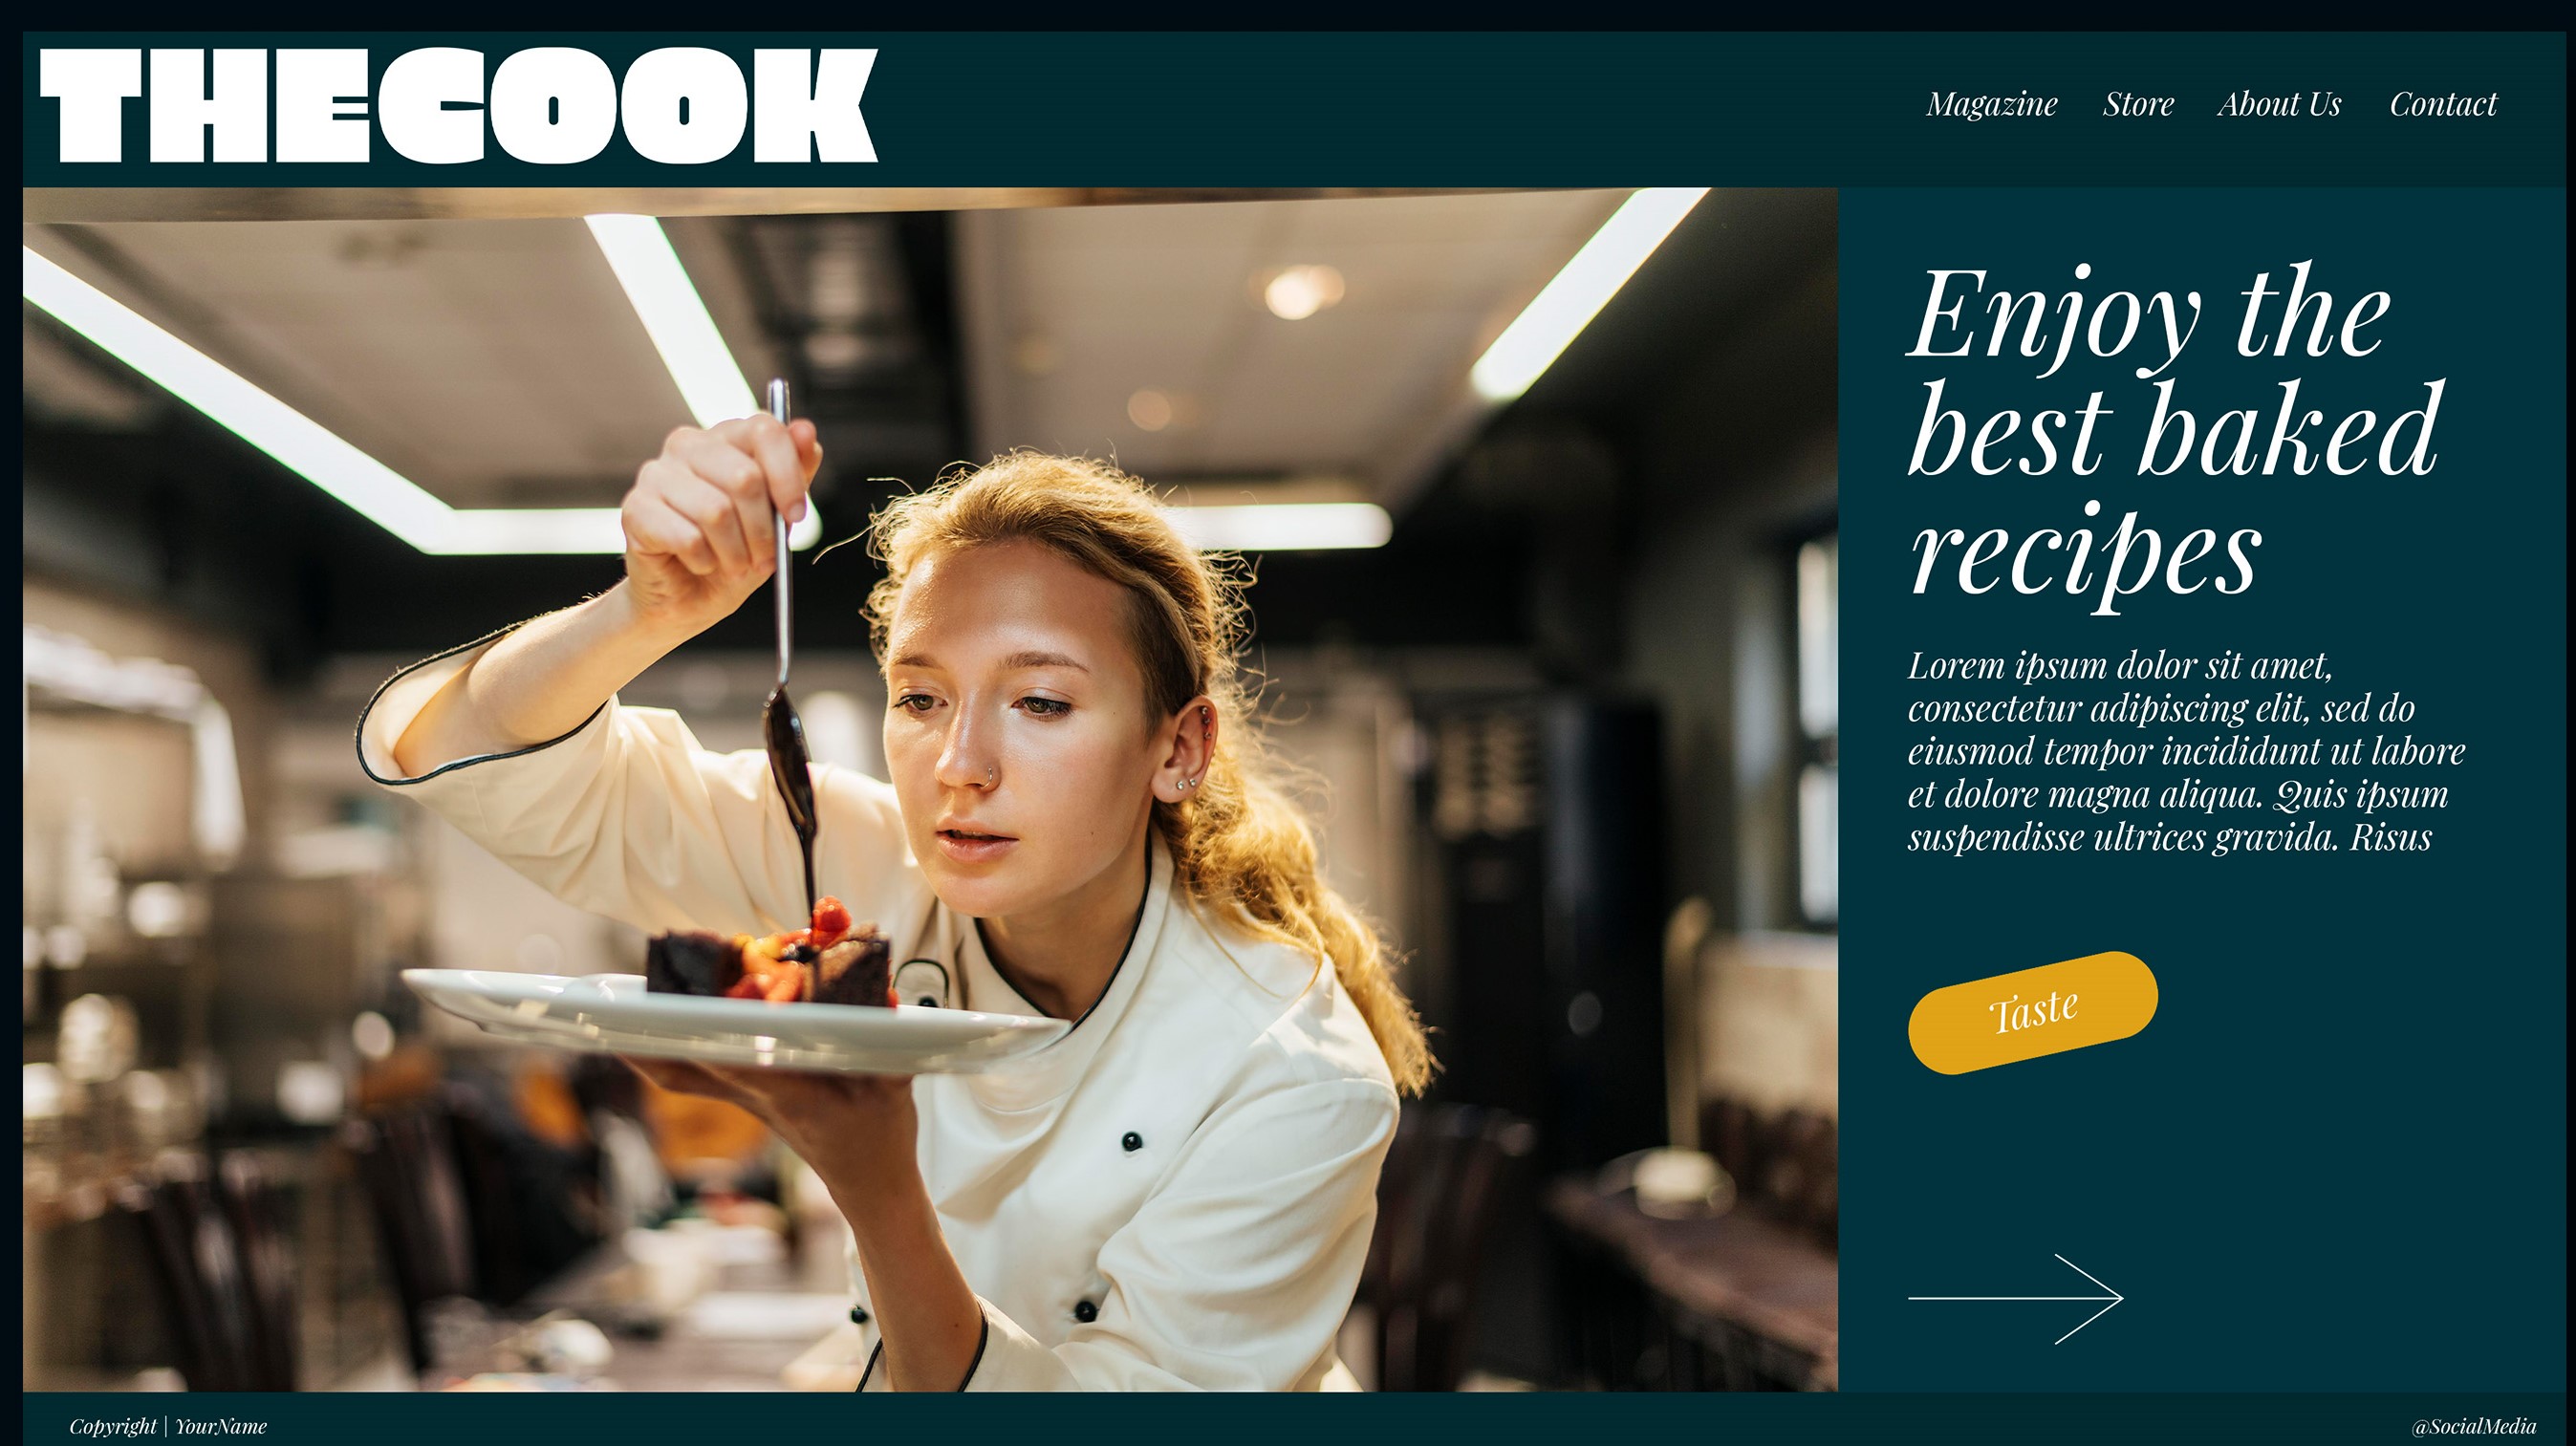 THECOOK
Magazine Store About Us Contact
Enjoy the
best baked
recipes
Lorem ipsum dolor sit amet,
consectetur adipiscing elit, sed do
eiusmod tempor incididunt ut labore
et dolore magna aliqua. Quis ipsum
suspendisse ultrices gravida. Risus
Taste
Copyright | YourName
@SocialMedia